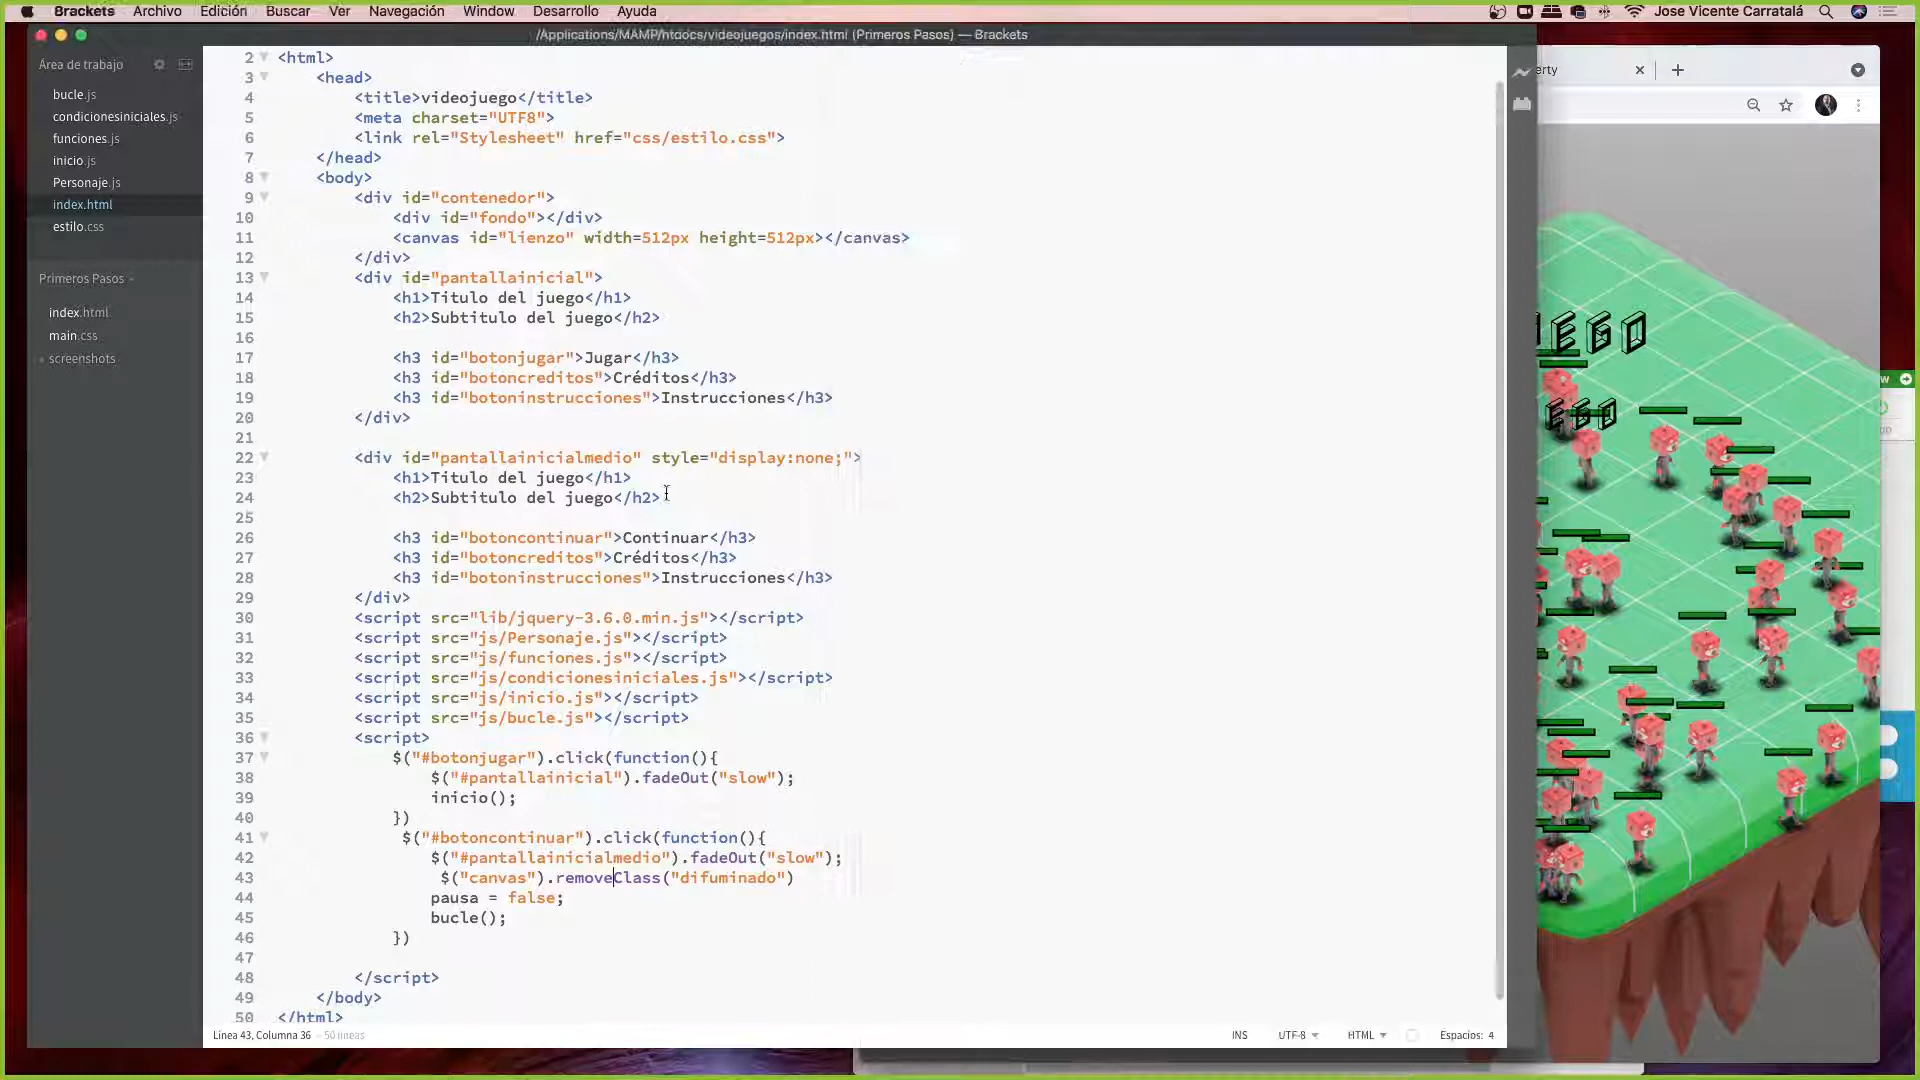 Brackets Archivo Edición Buscar Ver Navegación Window Desarrollo Ayuda Jose Vicente Carratalá
/Applications/MAMP/htdocs/videojuegos/index.html (Primeros Pasos) — Brackets
Área de trabajo
bucle.js
condicionesiniciales.js
funciones.js
inicio.js
Personaje.js
index.html
estilo.css
Primeros Pasos
index.html
main.css
screenshots
2 <html>
3 <head>
4 <title>videojuego</title>
5 <meta charset="UTF8">
6 <link rel="Stylesheet" href="css/estilo.css">
7 </head>
8 <body>
9 <div id="contenedor">
10 <div id="fondo"></div>
11 <canvas id="lienzo" width=512px height=512px></canvas>
12 </div>
13 <div id="pantallainicial">
14 <h1>Titulo del juego</h1>
15 <h2>Subtitulo del juego</h2>
16
17 <h3 id="botonjugar">Jugar</h3>
18 <h3 id="botoncreditos">Créditos</h3>
19 <h3 id="botoninstrucciones">Instrucciones</h3>
20 </div>
21
22 <div id="pantallainicialmedio" style="display:none;">
23 <h1>Titulo del juego</h1>
24 <h2>Subtitulo del juego</h2>
25
26 <h3 id="botoncontinuar">Continuar</h3>
27 <h3 id="botoncreditos">Créditos</h3>
28 <h3 id="botoninstrucciones">Instrucciones</h3>
29 </div>
30 <script src="lib/jquery-3.6.0.min.js"></script>
31 <script src="js/Personaje.js"></script>
32 <script src="js/funciones.js"></script>
33 <script src="js/condicionesiniciales.js"></script>
34 <script src="js/inicio.js"></script>
35 <script src="js/bucle.js"></script>
36 <script>
37 $("#botonjugar").click(function(){
38 $("#pantallainicial").fadeOut("slow");
39 inicio();
40 })
41 $("#botoncontinuar").click(function(){
42 $("#pantallainicialmedio").fadeOut("slow");
43 $("canvas").removeClass("difuminado")
44 pausa = false;
45 bucle();
46 })
47
48 </script>
49 </body>
50 </html>
Línea 43, Columna 36 – 50 líneas
INS UTF-8 HTML Espacios: 4
erty
EGO
EGO